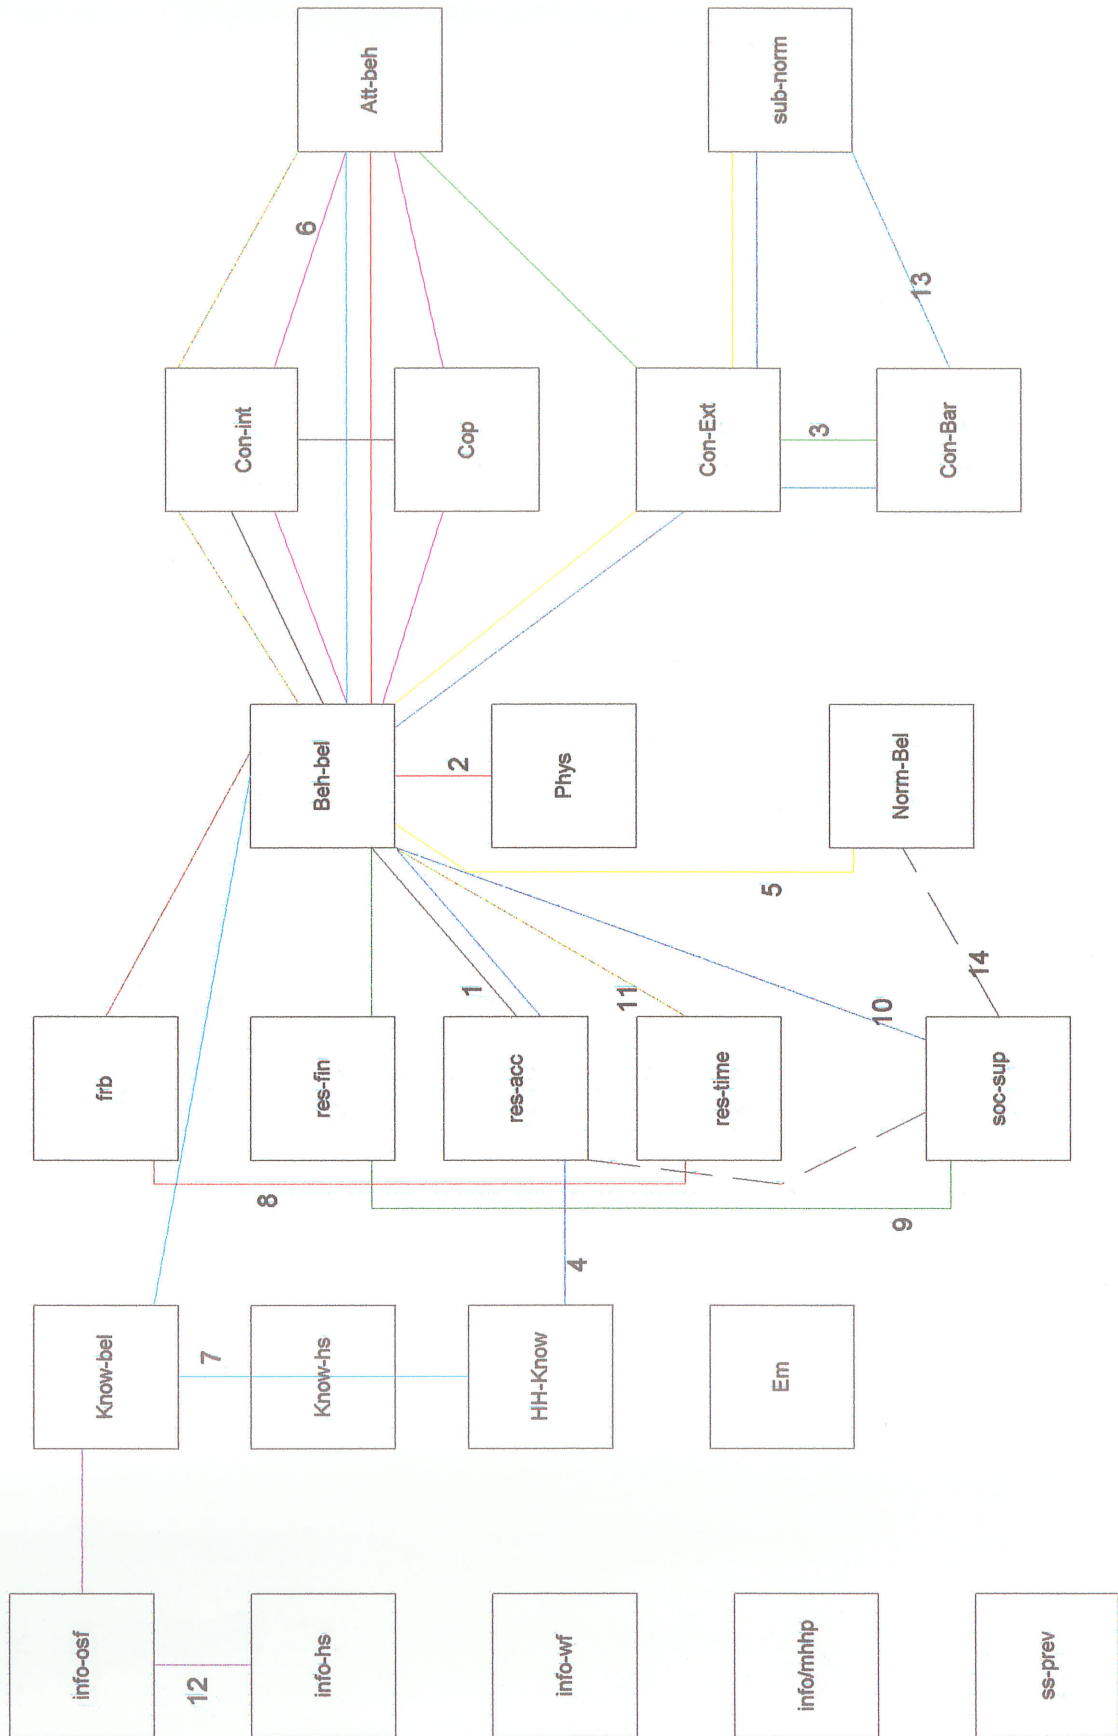 Att-beh
sub-norm
6
13
Con-int
Cop
Con-Ext
3
Con-Bar
Beh-bel
2
Phys
Norm-Bel
5
1
11
10
14
frb
res-fin
res-acc
res-time
soc-sup
8
9
4
Know-bel
7
Know-hs
HH-Know
Em
info-osf
12
info-hs
info-wf
info/mhhp
ss-prev